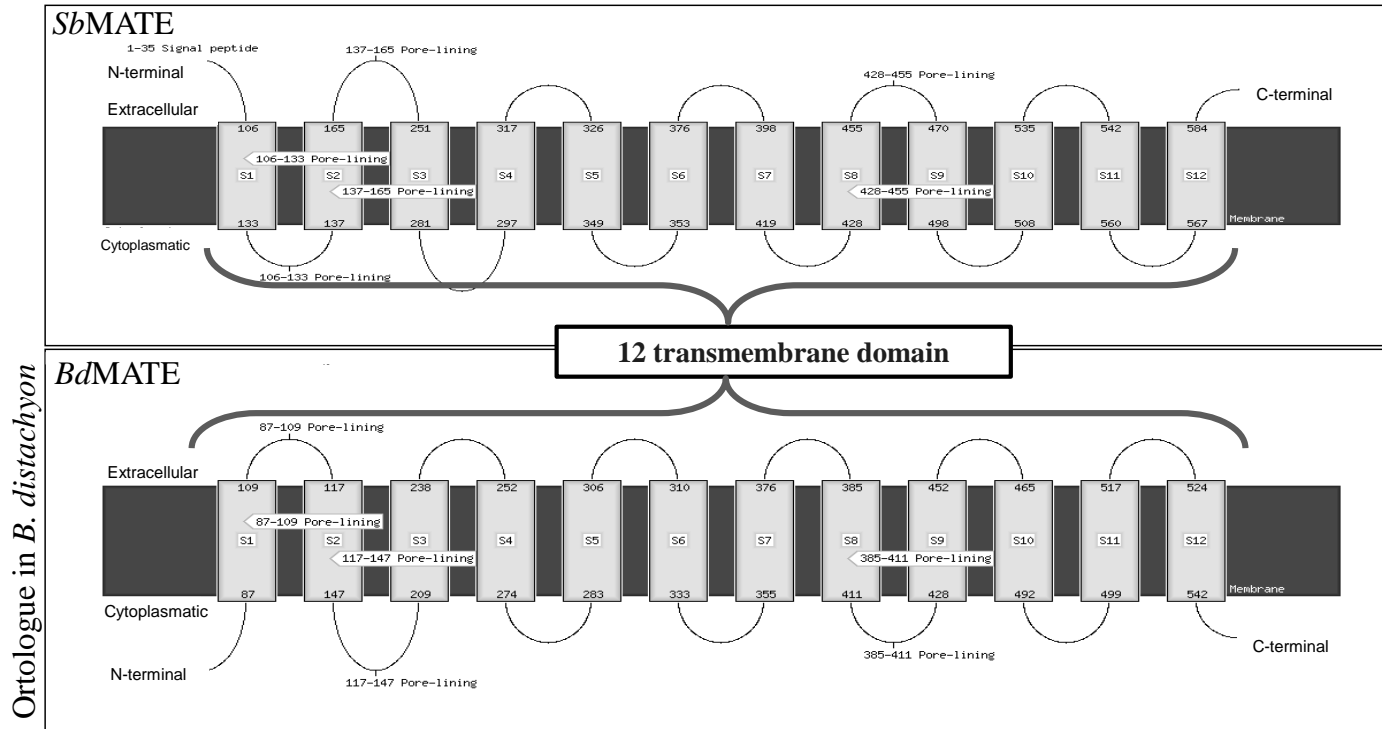 SbMATE
1-35 Signal peptide
137-165 Pore-lining
N-terminal
428-455 Pore-lining
C-terminal
Extracellular
106 165 251 317 326 376 398 455 470 535 542 584
106-133 Pore-lining
S1 S2 S3 S4 S5 S6 S7 S8 S9 S10 S11 S12
137-165 Pore-lining
428-455 Pore-lining
133 137 281 297 349 353 419 428 498 508 560 567
Membrane
Cytoplasmatic
106-133 Pore-lining
12 transmembrane domain
Ortologue in B. distachyon
BdMATE
87-109 Pore-lining
Extracellular
109 117 238 252 306 310 376 385 452 465 517 524
87-109 Pore-lining
S1 S2 S3 S4 S5 S6 S7 S8 S9 S10 S11 S12
117-147 Pore-lining
385-411 Pore-lining
87 147 209 274 283 333 355 411 428 492 499 542
Membrane
Cytoplasmatic
N-terminal
117-147 Pore-lining
385-411 Pore-lining
C-terminal